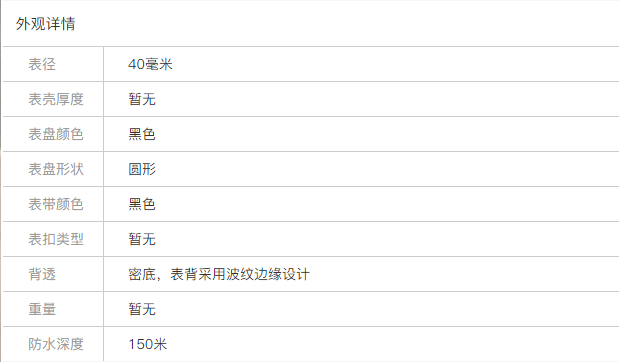 外观详情
表径 40毫米
表壳厚度 暂无
表盘颜色 黑色
表盘形状 圆形
表带颜色 黑色
表扣类型 暂无
背透 密底，表背采用波纹边缘设计
重量 暂无
防水深度 150米